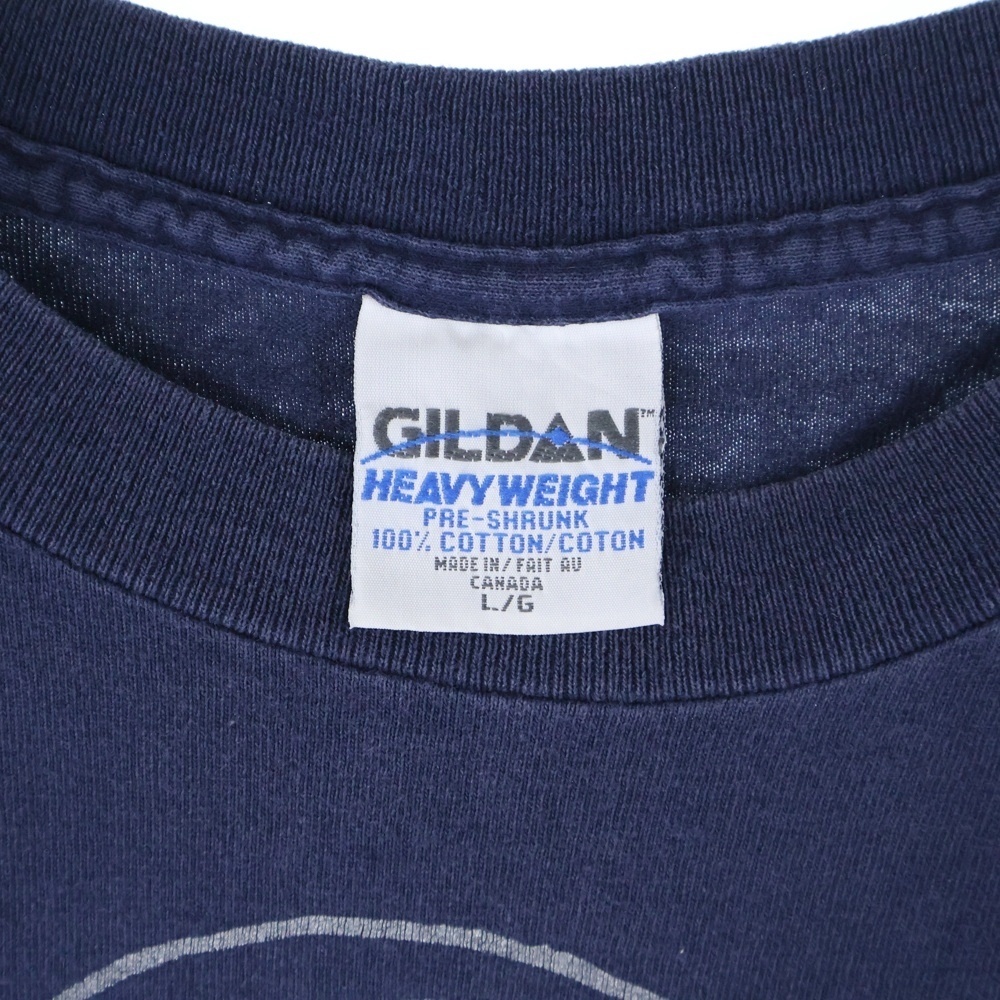 GILDAN™
HEAVYWEIGHT
PRE-SHRUNK
100% COTTON/COTON
MADE IN/FAIT AU
CANADA
L/G